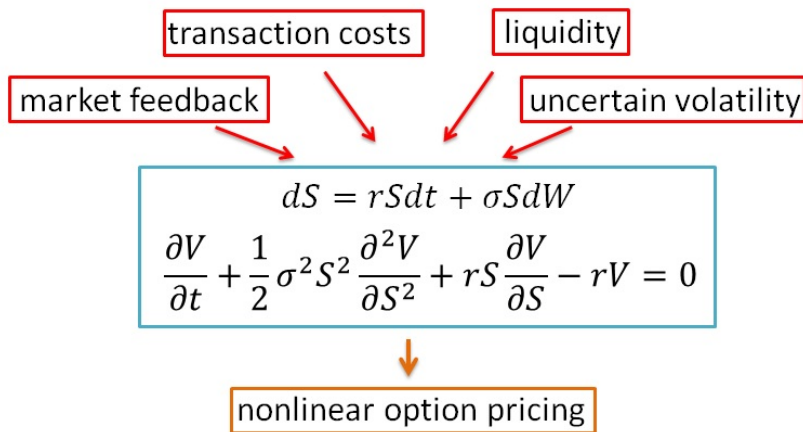 transaction costs
liquidity
market feedback
uncertain volatility
dS = rSdt + σSdW
∂V/∂t + 1/2 σ²S² ∂²V/∂S² + rS ∂V/∂S − rV = 0
nonlinear option pricing